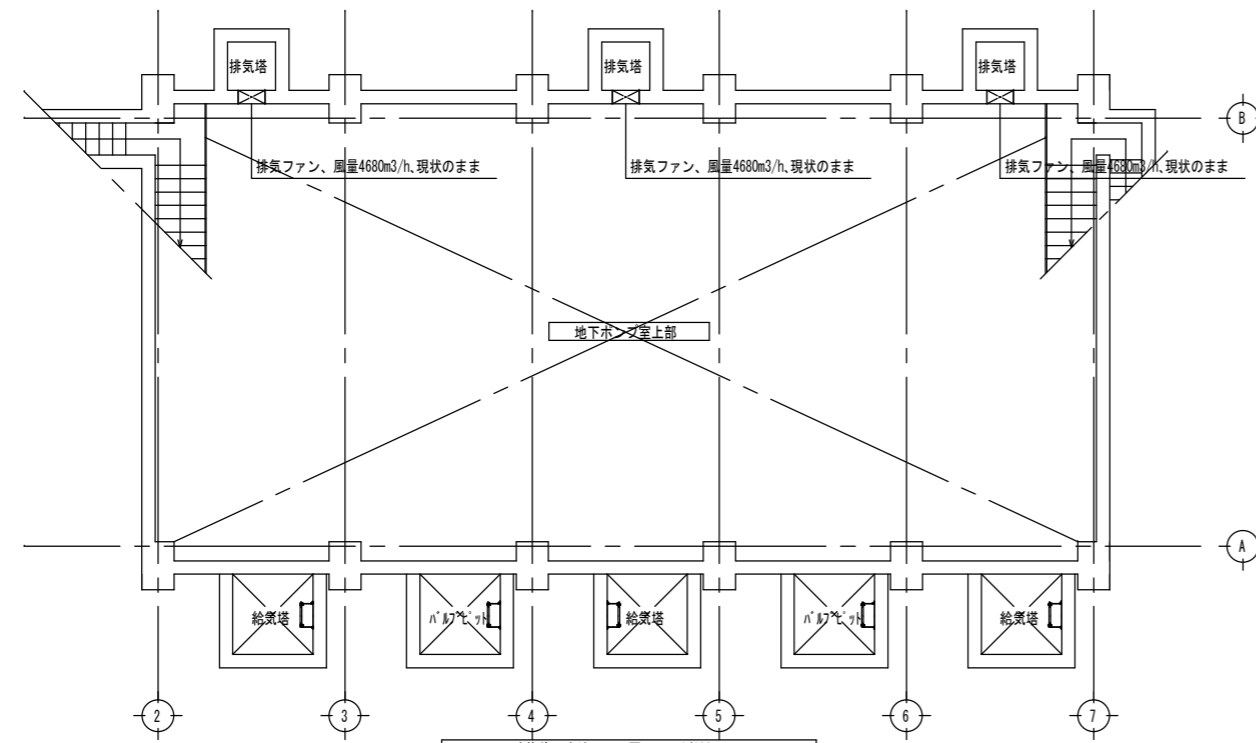 排気塔
排気塔
排気塔
B
排気ファン、風量4680m3/h、現状のまま
排気ファン、風量4680m3/h、現状のまま
排気ファン、風量4680m3/h、現状のまま
地下ポンプ室上部
A
給気塔
バルブピット
給気塔
バルブピット
給気塔
2
3
4
5
6
7